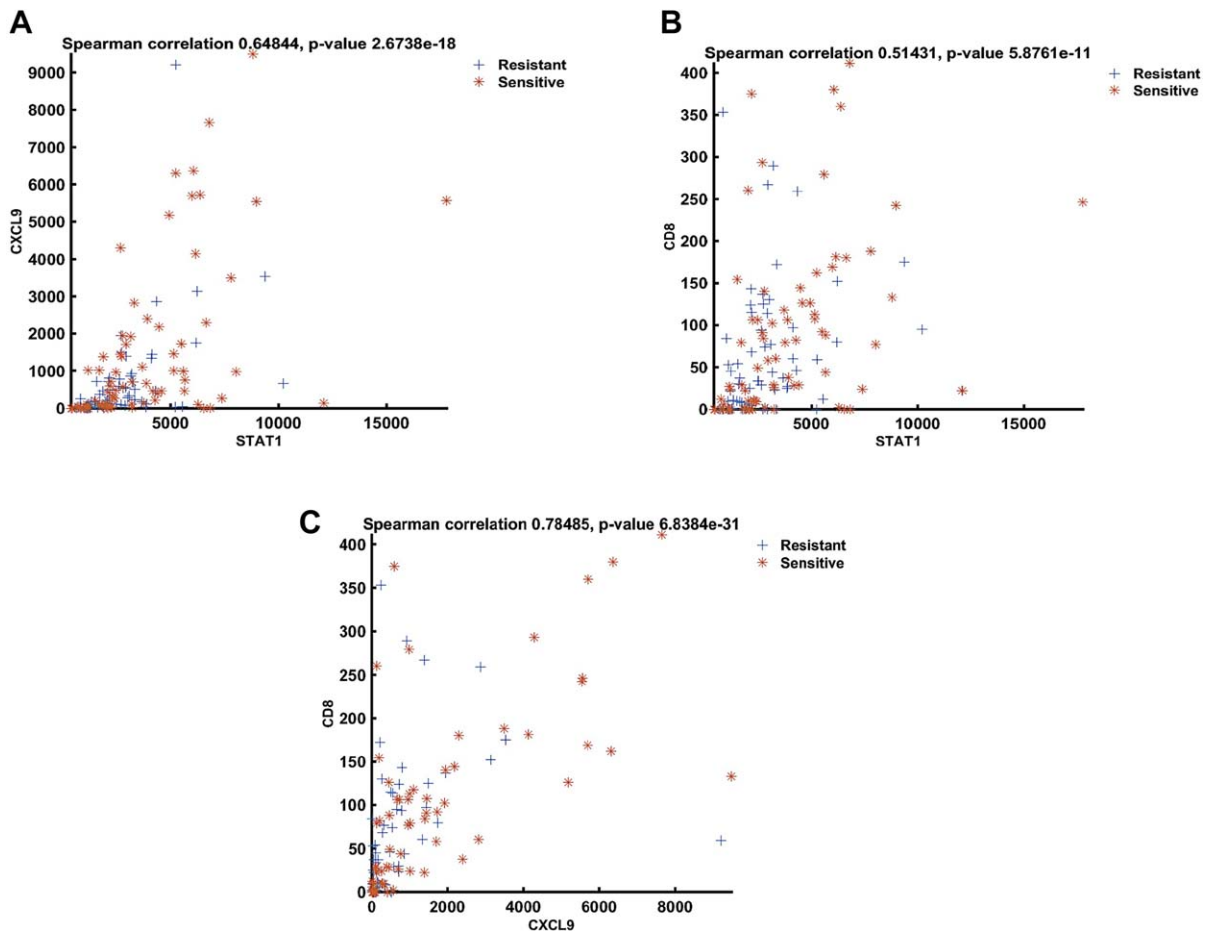 A
Spearman correlation 0.64844, p-value 2.6738e-18
Resistant
Sensitive
9000
8000
7000
6000
5000
4000
3000
2000
1000
0
CXCL9
5000
10000
15000
STAT1
B
Spearman correlation 0.51431, p-value 5.8761e-11
Resistant
Sensitive
400
350
300
250
200
150
100
50
0
CD8
5000
10000
15000
STAT1
C
Spearman correlation 0.78485, p-value 6.8384e-31
Resistant
Sensitive
400
350
300
250
200
150
100
50
0
CD8
0
2000
4000
6000
8000
CXCL9